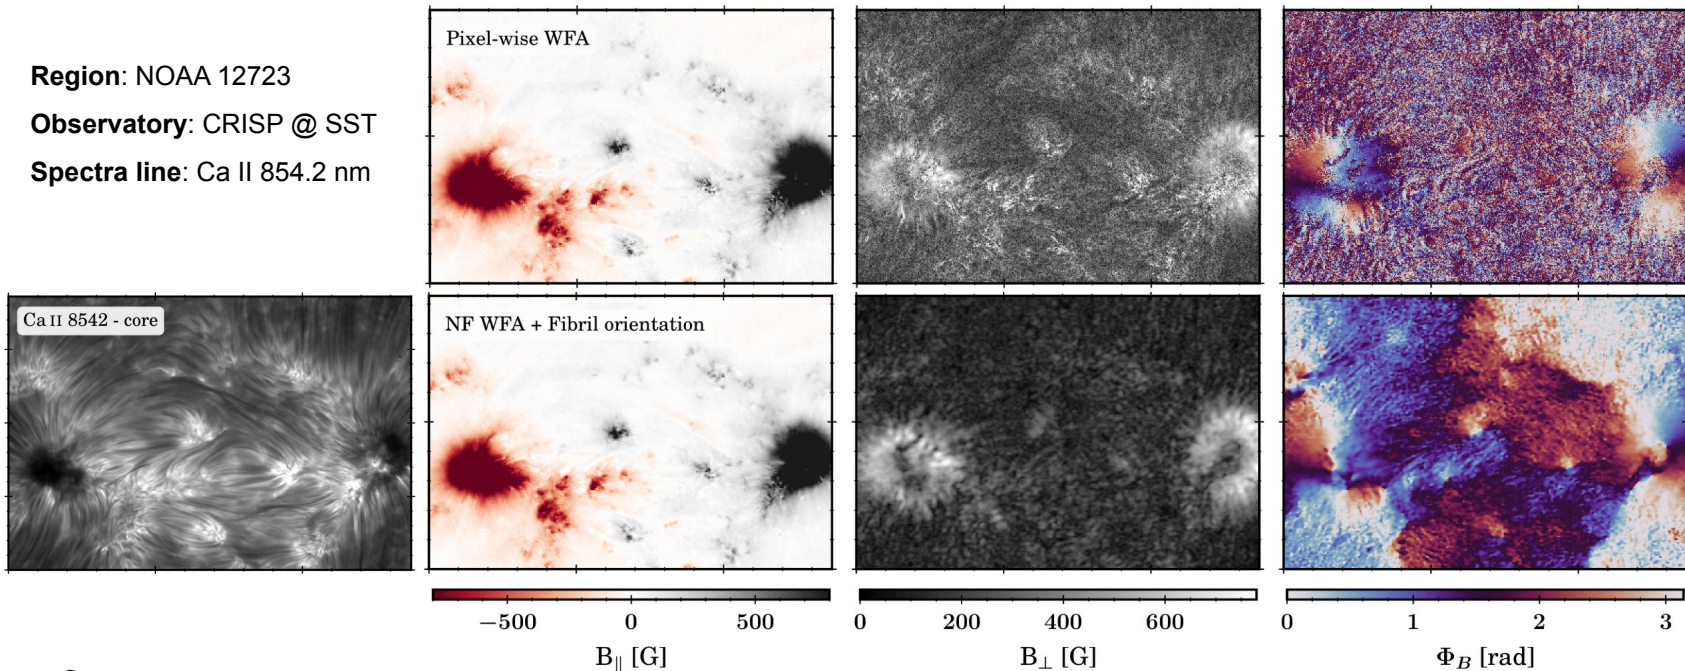 Region: NOAA 12723
Observatory: CRISP @ SST
Spectra line: Ca II 854.2 nm
Pixel-wise WFA
Ca II 8542 - core
NF WFA + Fibril orientation
−500 0 500
B∥ [G]
0 200 400 600
B⊥ [G]
0 1 2 3
Φ_B [rad]